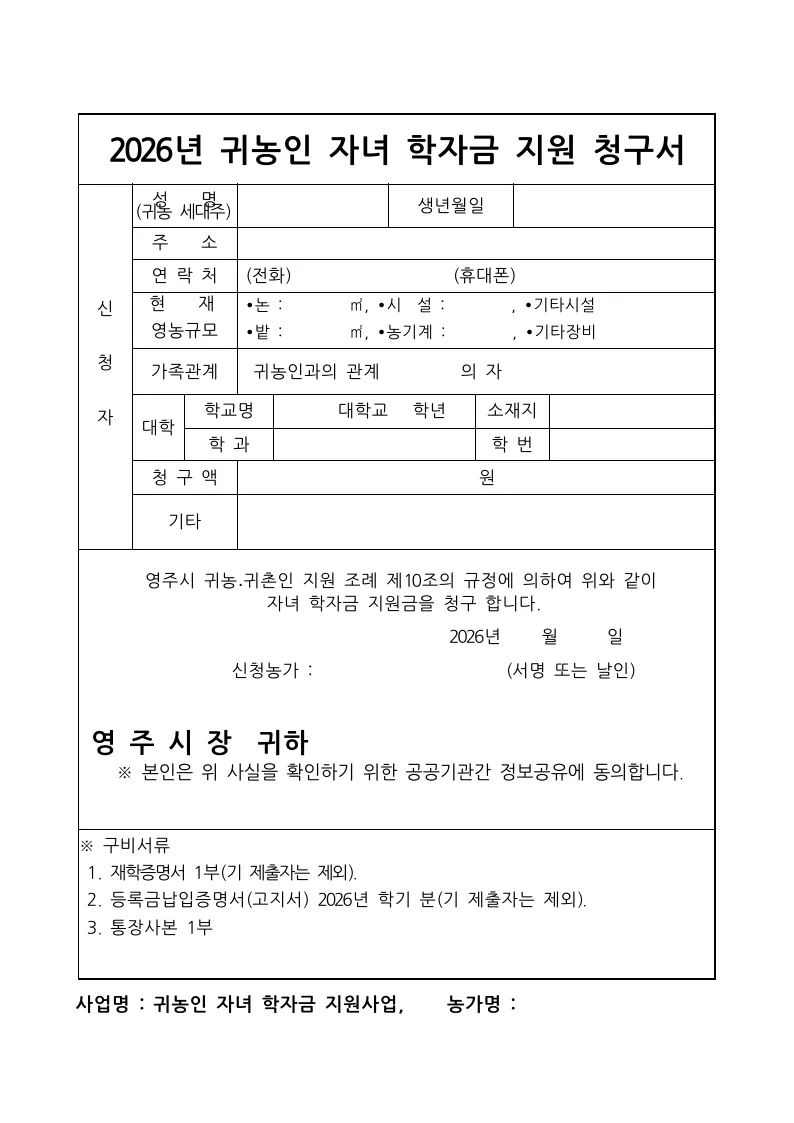 2026년 귀농인 자녀 학자금 지원 청구서
신청자
성 명
(귀농 세대주)
생년월일
주 소
연 락 처 (전화) (휴대폰)
현 재 •논 : ㎡, •시 설 : , •기타시설
영농규모 •밭 : ㎡, •농기계 : , •기타장비
가족관계 귀농인과의 관계 의 자
대학 학교명 대학교 학년 소재지
학 과 학 번
청 구 액 원
기타
영주시 귀농.귀촌인 지원 조례 제10조의 규정에 의하여 위와 같이
자녀 학자금 지원금을 청구 합니다.
2026년 월 일
신청농가 : (서명 또는 날인)
영 주 시 장 귀하
※ 본인은 위 사실을 확인하기 위한 공공기관간 정보공유에 동의합니다.
※ 구비서류
1. 재학증명서 1부(기 제출자는 제외).
2. 등록금납입증명서(고지서) 2026년 학기 분(기 제출자는 제외).
3. 통장사본 1부
사업명 : 귀농인 자녀 학자금 지원사업, 농가명 :